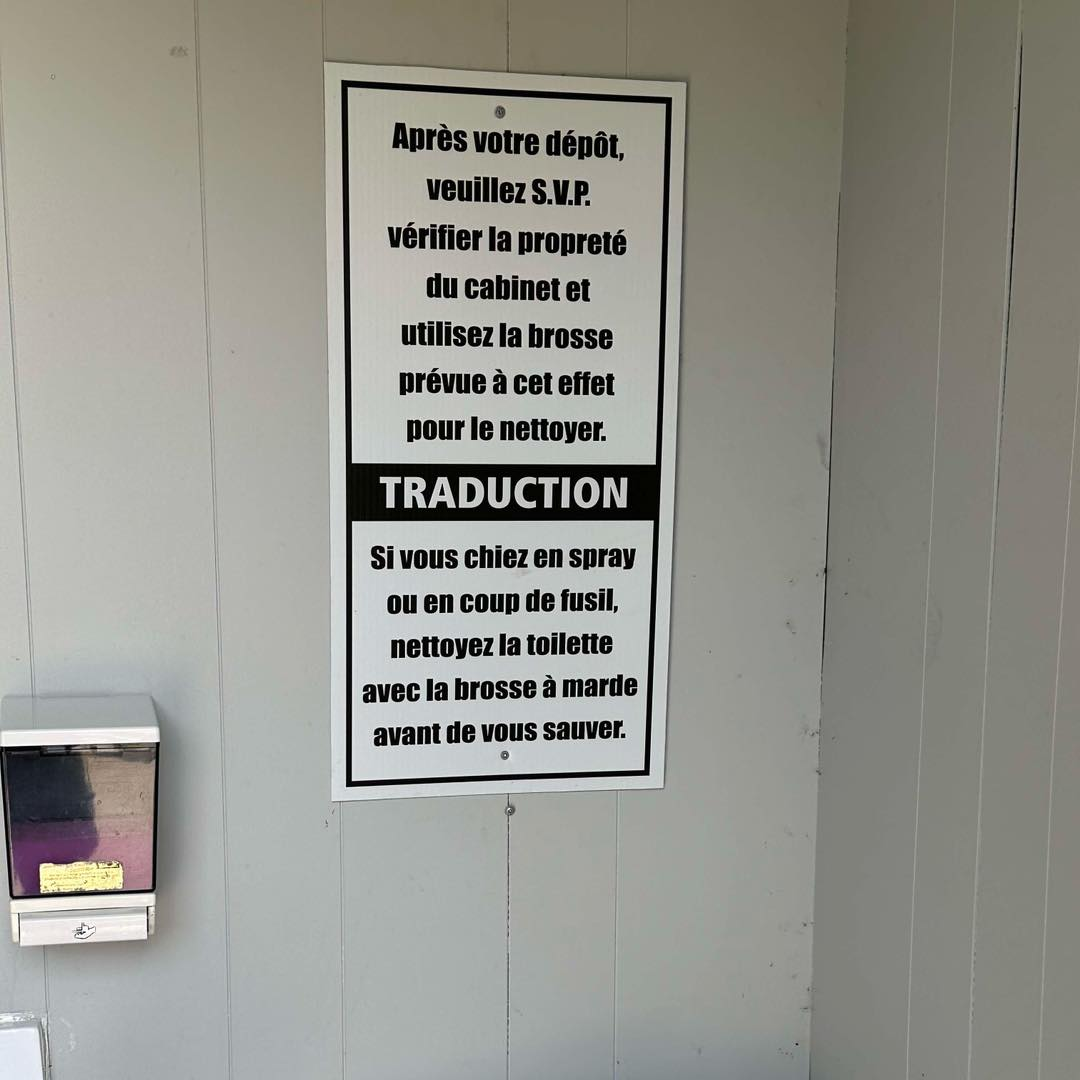 Après votre dépôt,
veuillez S.V.P.
vérifier la propreté
du cabinet et
utilisez la brosse
prévue à cet effet
pour le nettoyer.
TRADUCTION
Si vous chiez en spray
ou en coup de fusil,
nettoyez la toilette
avec la brosse à marde
avant de vous sauver.